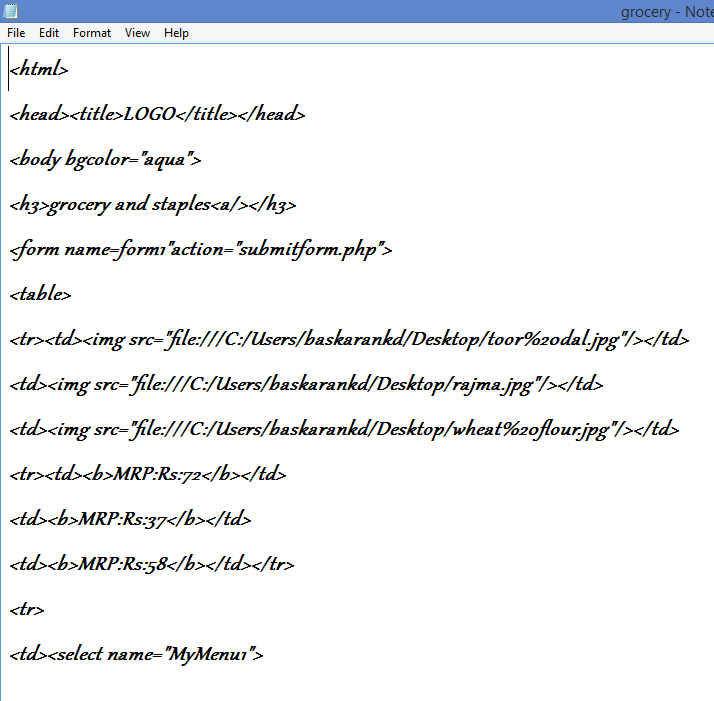 grocery - Note
File Edit Format View Help
<html>
<head><title>LOGO</title></head>
<body bgcolor="aqua">
<h3>grocery and staples<a/></h3>
<form name=form1"action="submitform.php">
<table>
<tr><td><img src="file:///C:/Users/baskarankd/Desktop/toor%20dal.jpg"/></td>
<td><img src="file:///C:/Users/baskarankd/Desktop/rajma.jpg"/></td>
<td><img src="file:///C:/Users/baskarankd/Desktop/wheat%20flour.jpg"/></td>
<tr><td><b>MRP:Rs:72</b></td>
<td><b>MRP:Rs:37</b></td>
<td><b>MRP:Rs:58</b></td></tr>
<tr>
<td><select name="MyMenu1">